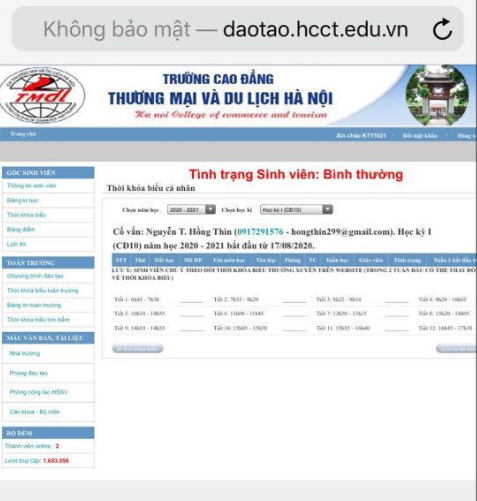 Không bảo mật — daotao.hcct.edu.vn
TRƯỜNG CAO ĐẲNG
THƯƠNG MẠI VÀ DU LỊCH HÀ NỘI
Ha noi College of commerce and tourism
TMDL
Trang chủ
Xin chào KT11021
Đổi mật khẩu
GÓC SINH VIÊN
Thông tin sinh viên
Đăng kí học
Thời khóa biểu
Bảng điểm
Lịch thi
TOÀN TRƯỜNG
Chương trình đào tạo
Thời khóa biểu toàn trường
Bảng tin toàn trường
Thời khóa biểu tìm kiếm
MẪU VĂN BẢN, TÀI LIỆU
Nhà trường
Phòng đào tạo
Phòng công tác HSSV
Các khoa - Bộ môn
BỘ ĐẾM
Thành viên online : 2
Lượt truy cập: 1.683.056
Tình trạng Sinh viên: Bình thường
Thời khóa biểu cá nhân
Chọn năm học 2020 - 2021 Chọn học kì Học kỳ I (CĐ10)
Cố vấn: Nguyễn T. Hồng Thìn (0917291576 - hongthin299@gmail.com). Học kỳ I
(CĐ10) năm học 2020 - 2021 bắt đầu từ 17/08/2020.
STT Thứ Tiết học Mã HP Tên môn học Tên lớp Phòng TC Tuần học Giáo viên Tình trạng Tuần 1 bắt đầu
LƯU Ý: SINH VIÊN CHÚ Ý THEO DÕI THỜI KHÓA BIỂU THƯỜNG XUYÊN TRÊN WEBSITE (TRONG 2 TUẦN ĐẦU CÓ THỂ THAY ĐỔ
VỀ THỜI KHÓA BIỂU)
Tiết 1: 6h45 - 7h30 Tiết 2: 7h35 - 8h20 Tiết 3: 8h25 - 9h10 Tiết 4: 9h20 - 10h05
Tiết 5: 10h10 - 10h55 Tiết 6: 11h00 - 11h45 Tiết 7: 12h30 - 13h15 Tiết 8: 13h20 - 14h05
Tiết 9: 14h10 - 14h55 Tiết 10: 15h05 - 15h50 Tiết 11: 15h55 - 16h40 Tiết 12: 16h45 - 17h30
In thời khóa biểu